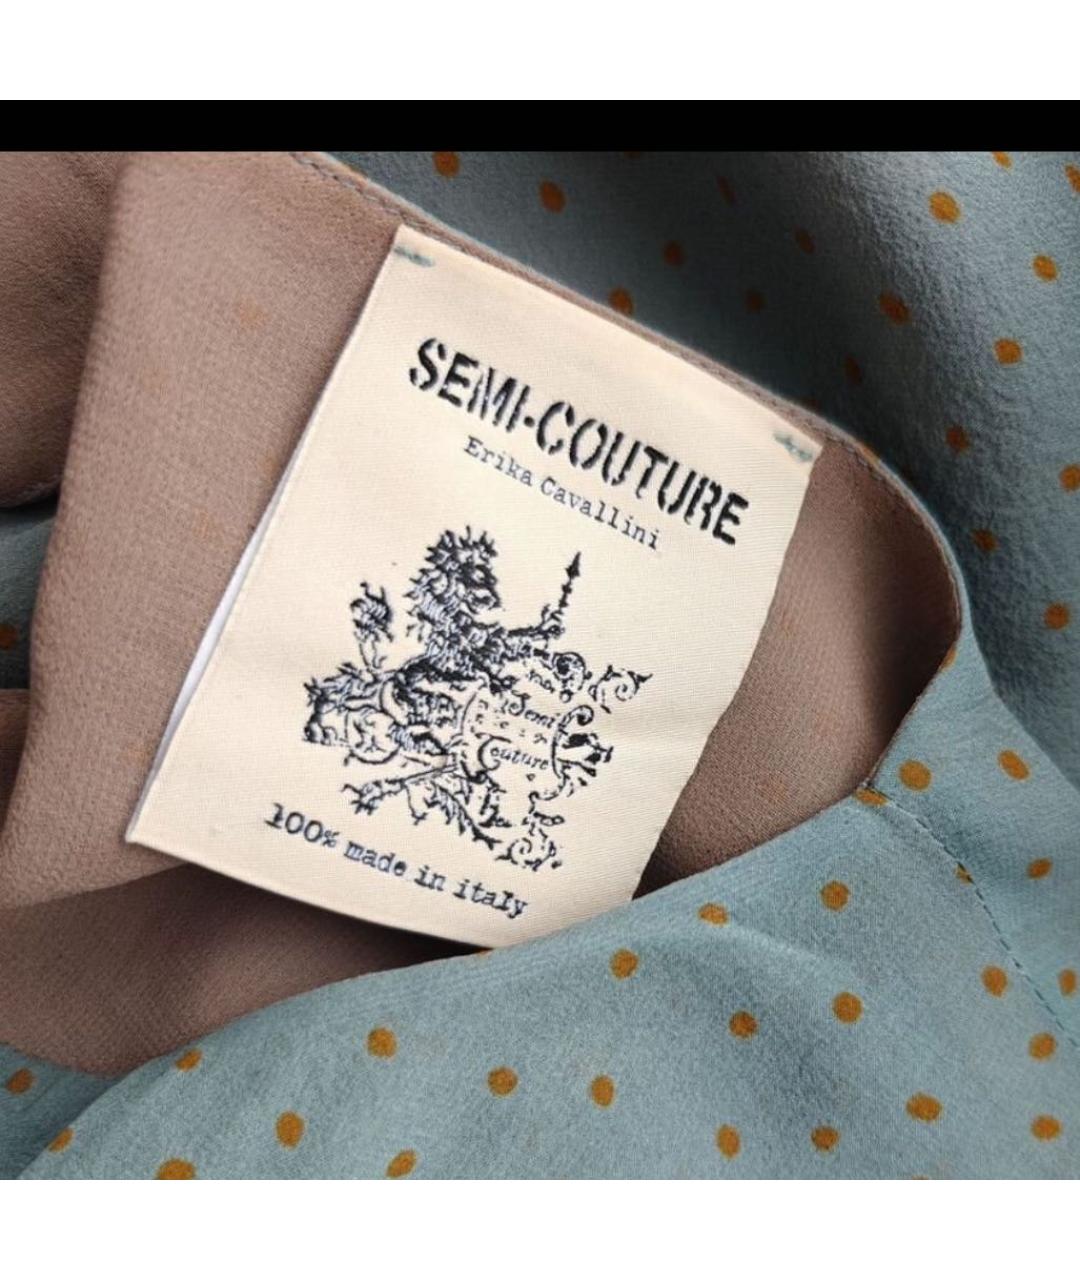 SEMI-COUTURE
Erika Cavallini
Semi
Couture
100% made in italy